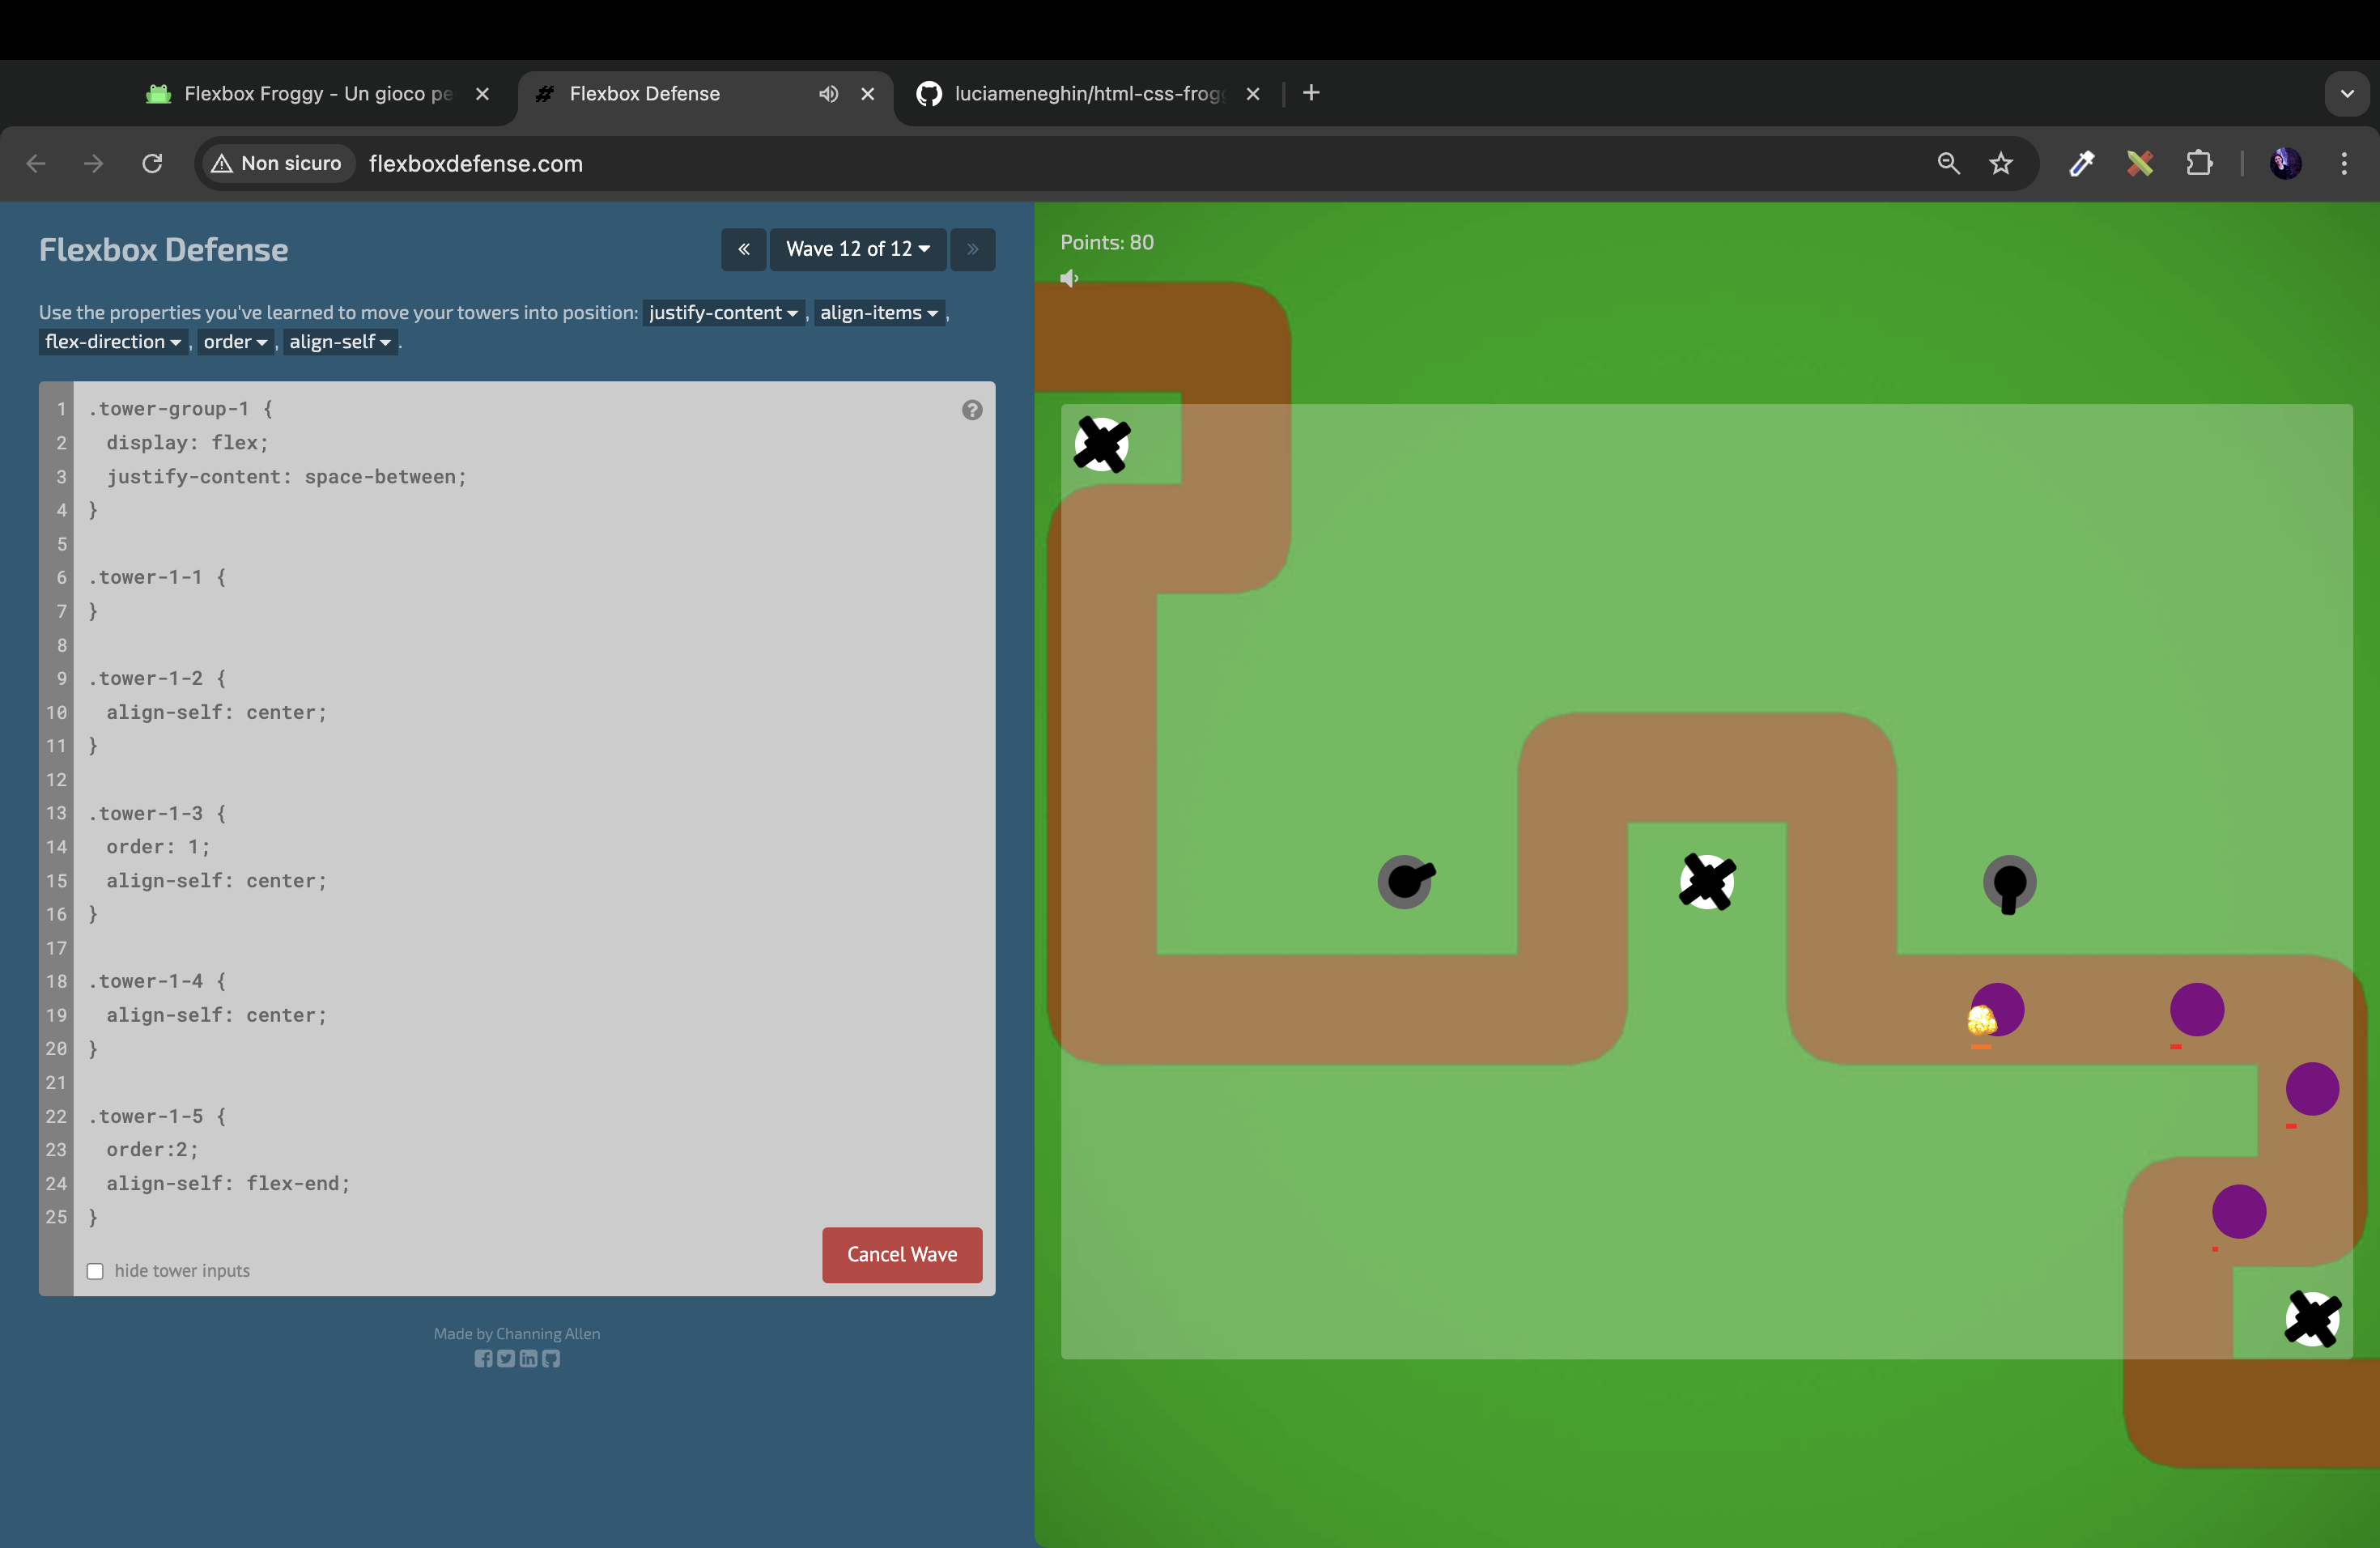 Flexbox Froggy - Un gioco pe
Flexbox Defense
luciameneghin/html-css-frog
Non sicuro
flexboxdefense.com
Flexbox Defense
Wave 12 of 12
Use the properties you've learned to move your towers into position: justify-content , align-items ,
flex-direction , order , align-self .
1 .tower-group-1 {
2 display: flex;
3 justify-content: space-between;
4 }
5
6 .tower-1-1 {
7 }
8
9 .tower-1-2 {
10 align-self: center;
11 }
12
13 .tower-1-3 {
14 order: 1;
15 align-self: center;
16 }
17
18 .tower-1-4 {
19 align-self: center;
20 }
21
22 .tower-1-5 {
23 order:2;
24 align-self: flex-end;
25 }
Cancel Wave
hide tower inputs
Made by Channing Allen
Points: 80